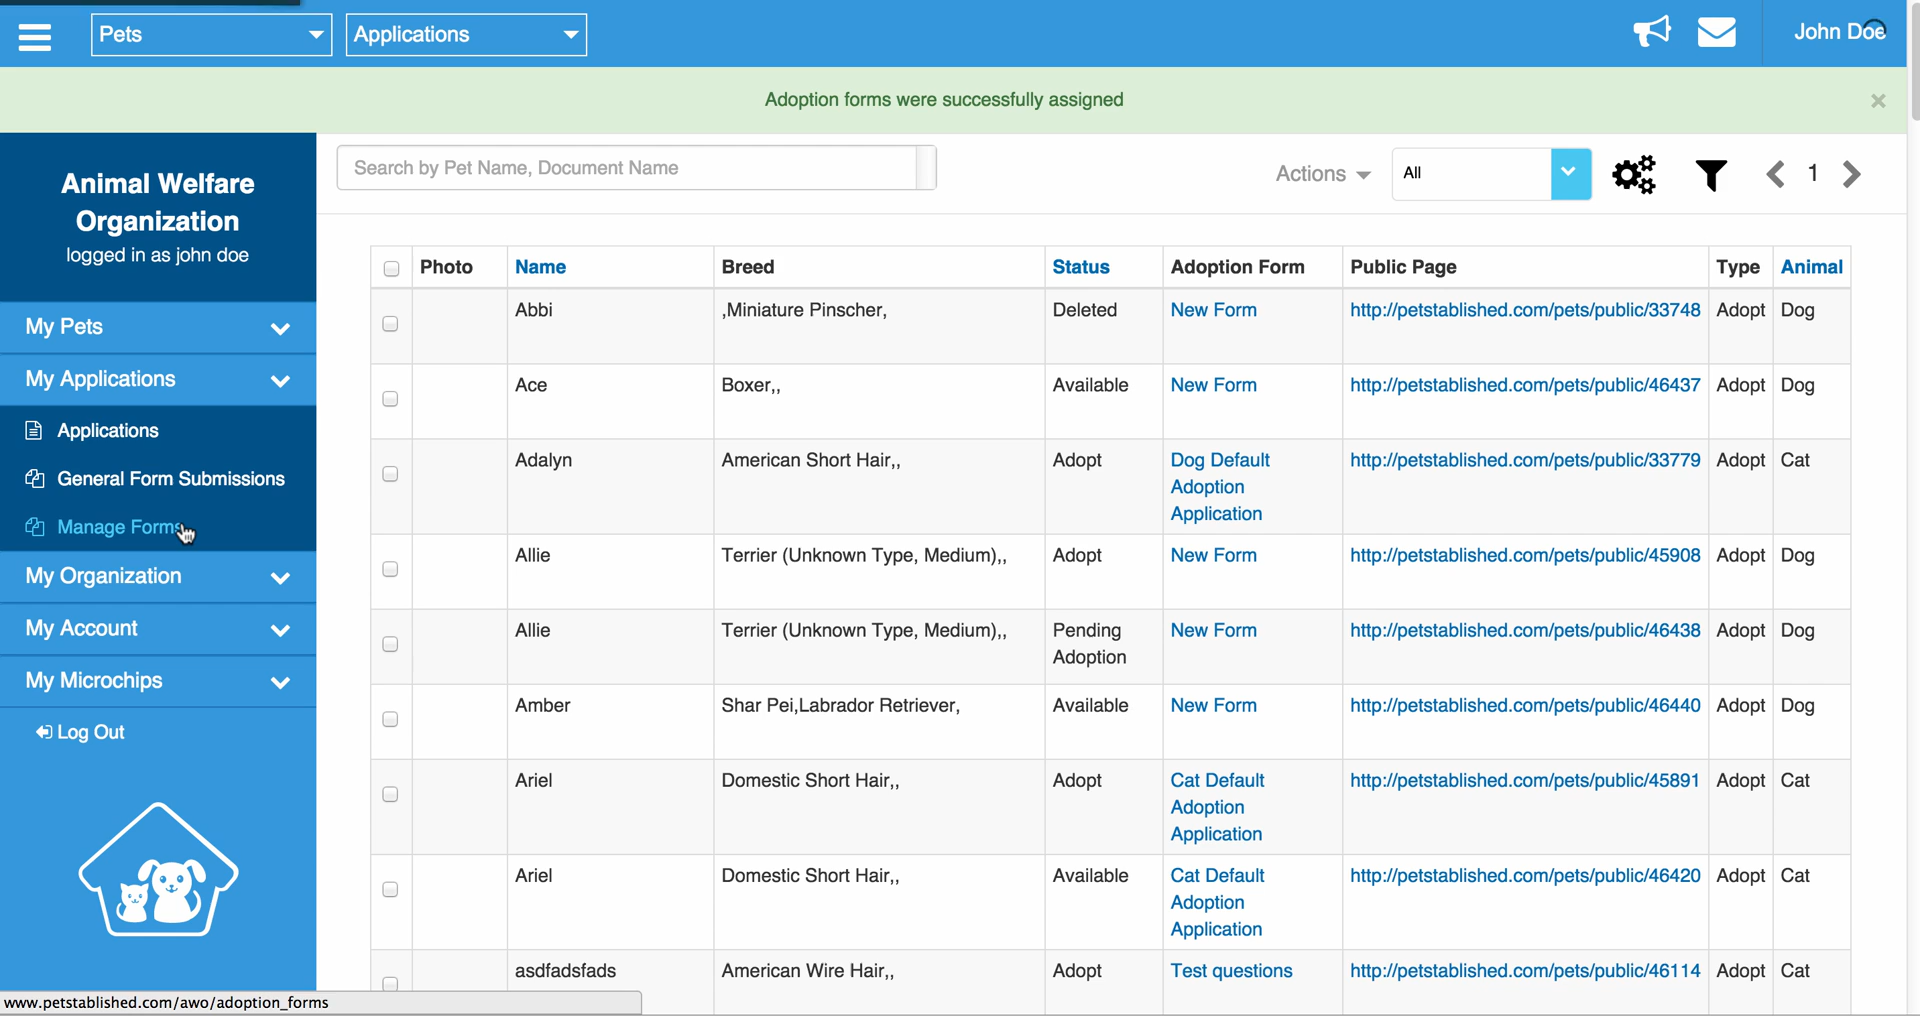 Pets
Applications
John Doe
Adoption forms were successfully assigned
×
Animal Welfare
Organization
logged in as john doe
My Pets
My Applications
Applications
General Form Submissions
Manage Forms
My Organization
My Account
My Microchips
Log Out
Search by Pet Name, Document Name
Actions
All
1
Photo Name Breed Status Adoption Form Public Page Type Animal
Abbi ,Miniature Pinscher, Deleted New Form http://petstablished.com/pets/public/33748 Adopt Dog
Ace Boxer,, Available New Form http://petstablished.com/pets/public/46437 Adopt Dog
Adalyn American Short Hair,, Adopt Dog Default http://petstablished.com/pets/public/33779 Adopt Cat
Adoption
Application
Allie Terrier (Unknown Type, Medium),, Adopt New Form http://petstablished.com/pets/public/45908 Adopt Dog
Allie Terrier (Unknown Type, Medium),, Pending New Form http://petstablished.com/pets/public/46438 Adopt Dog
Adoption
Amber Shar Pei,Labrador Retriever, Available New Form http://petstablished.com/pets/public/46440 Adopt Dog
Ariel Domestic Short Hair,, Adopt Cat Default http://petstablished.com/pets/public/45891 Adopt Cat
Adoption
Application
Ariel Domestic Short Hair,, Available Cat Default http://petstablished.com/pets/public/46420 Adopt Cat
Adoption
Application
asdfadsfads American Wire Hair,, Adopt Test questions http://petstablished.com/pets/public/46114 Adopt Cat
www.petstablished.com/awo/adoption_forms